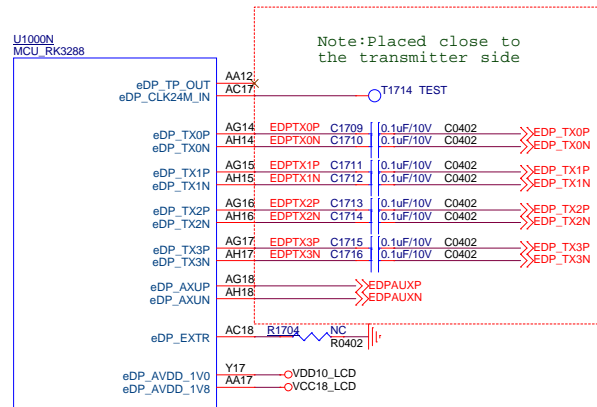 U1000N
MCU_RK3288
Note:Placed close to
the transmitter side
eDP_TP_OUT AA12
eDP_CLK24M_IN AC17 T1714 TEST
eDP_TX0P AG14 EDPTX0P C1709 0.1uF/10V C0402 EDP_TX0P
eDP_TX0N AH14 EDPTX0N C1710 0.1uF/10V C0402 EDP_TX0N
eDP_TX1P AG15 EDPTX1P C1711 0.1uF/10V C0402 EDP_TX1P
eDP_TX1N AH15 EDPTX1N C1712 0.1uF/10V C0402 EDP_TX1N
eDP_TX2P AG16 EDPTX2P C1713 0.1uF/10V C0402 EDP_TX2P
eDP_TX2N AH16 EDPTX2N C1714 0.1uF/10V C0402 EDP_TX2N
eDP_TX3P AG17 EDPTX3P C1715 0.1uF/10V C0402 EDP_TX3P
eDP_TX3N AH17 EDPTX3N C1716 0.1uF/10V C0402 EDP_TX3N
eDP_AXUP AG18 EDPAUXP
eDP_AXUN AH18 EDPAUXN
eDP_EXTR AC18 R1704 NC
R0402
eDP_AVDD_1V0 Y17 VDD10_LCD
eDP_AVDD_1V8 AA17 VCC18_LCD